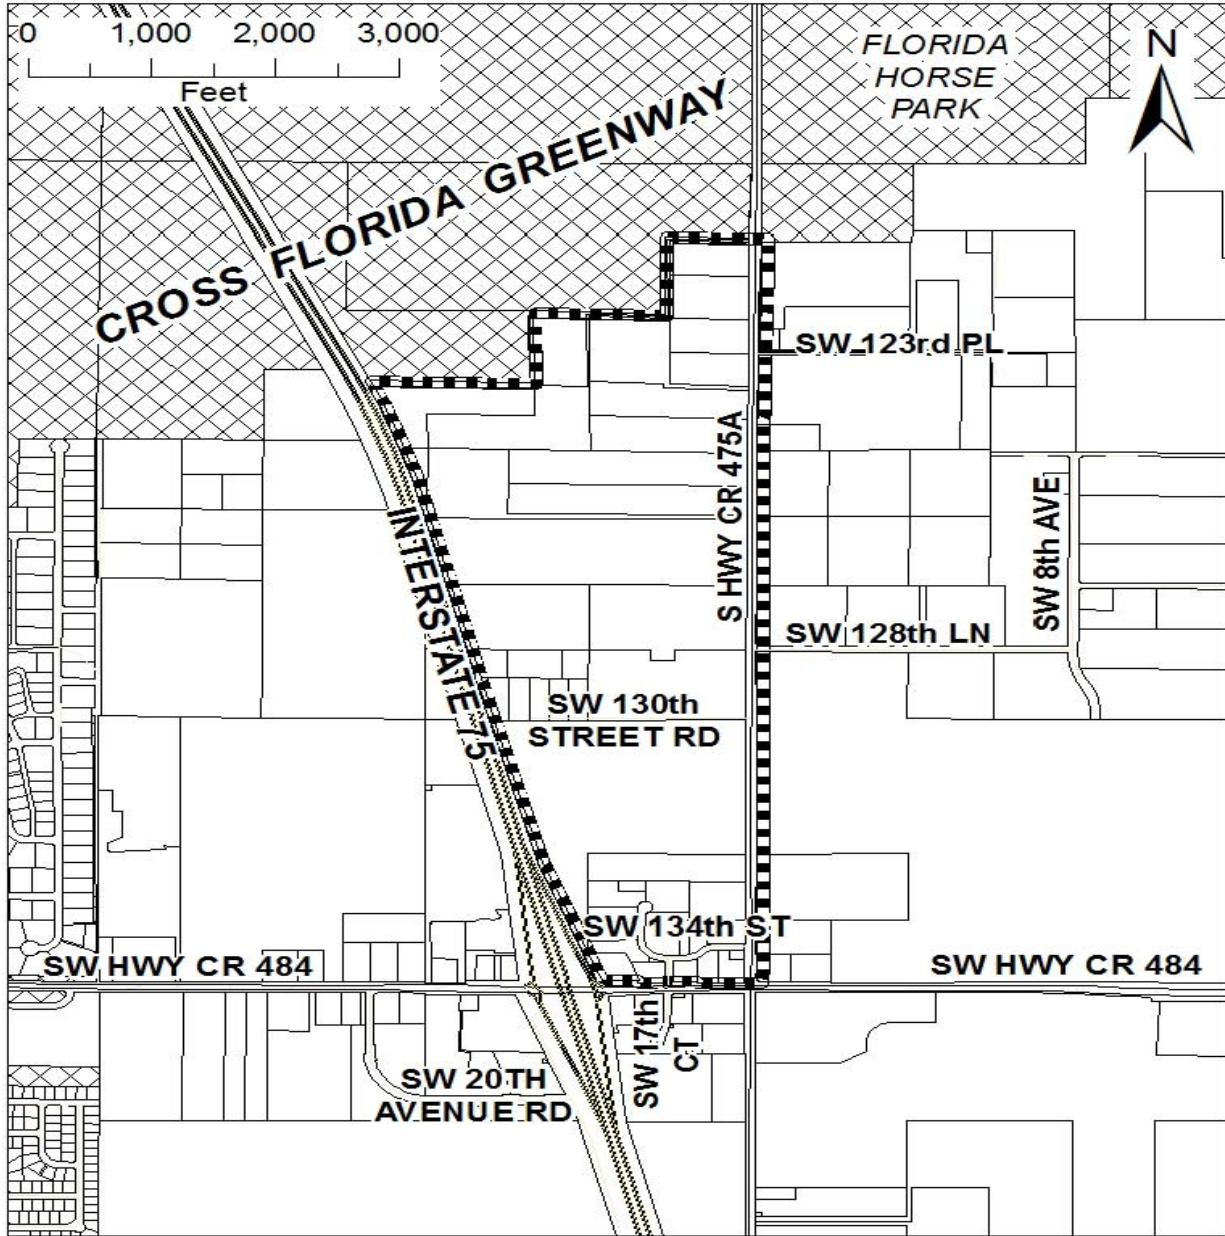 0 1,000 2,000 3,000
Feet
FLORIDA
HORSE
PARK
N
CROSS FLORIDA GREENWAY
SW 123rd PL
S HWY CR 475A
SW 8th AVE
INTERSTATE 75
SW 128th LN
SW 130th
STREET RD
SW 134th ST
SW HWY CR 484
SW HWY CR 484
SW 17th
CT
SW 20TH
AVENUE RD